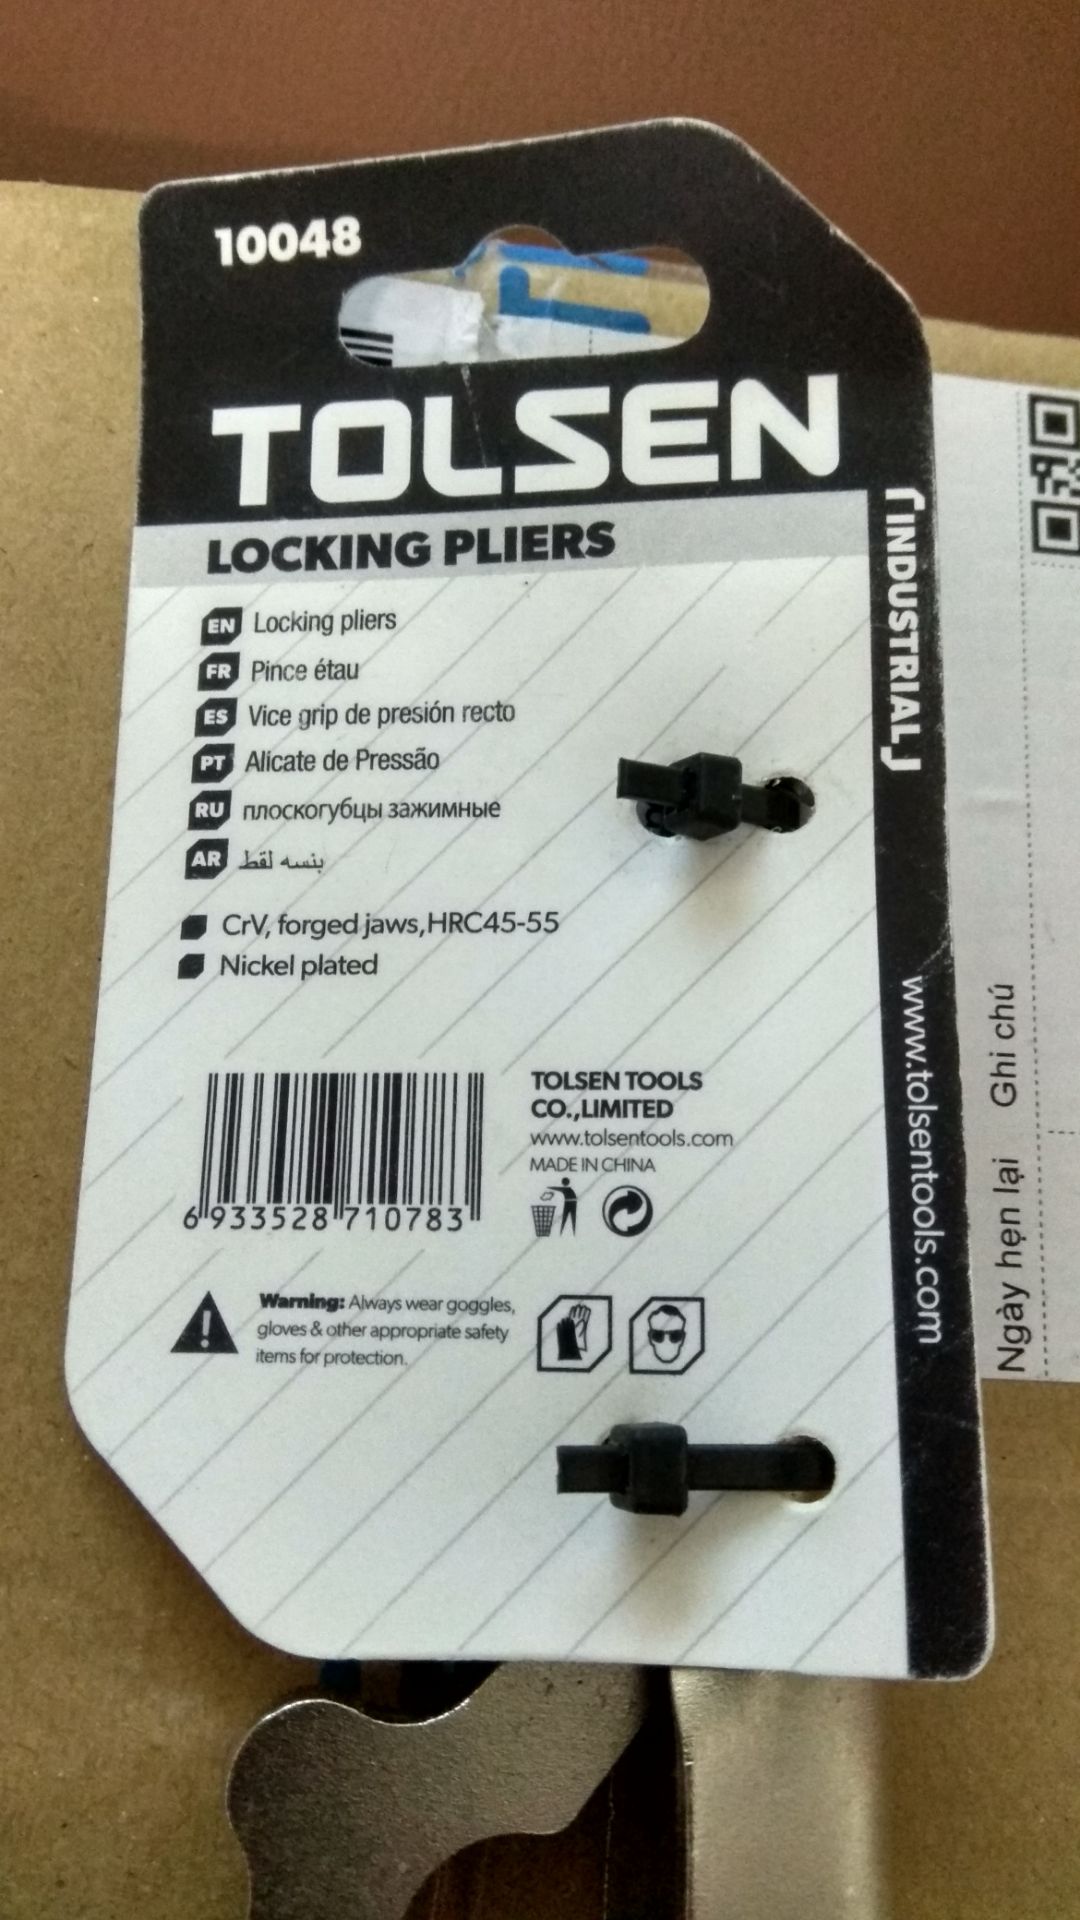 10048
TOLSEN
LOCKING PLIERS
EN Locking pliers
FR Pince étau
ES Vice grip de presión recto
PT Alicate de Pressão
RU плоскогубцы зажимные
AR بنسه لقط
CrV, forged jaws,HRC45-55
Nickel plated
6 933528 710783
TOLSEN TOOLS
CO.,LIMITED
www.tolsentools.com
MADE IN CHINA
Warning: Always wear goggles,
gloves & other appropriate safety
items for protection.
INDUSTRIAL
www.tolsentools.com
Ghi chú
Ngày hẹn lại